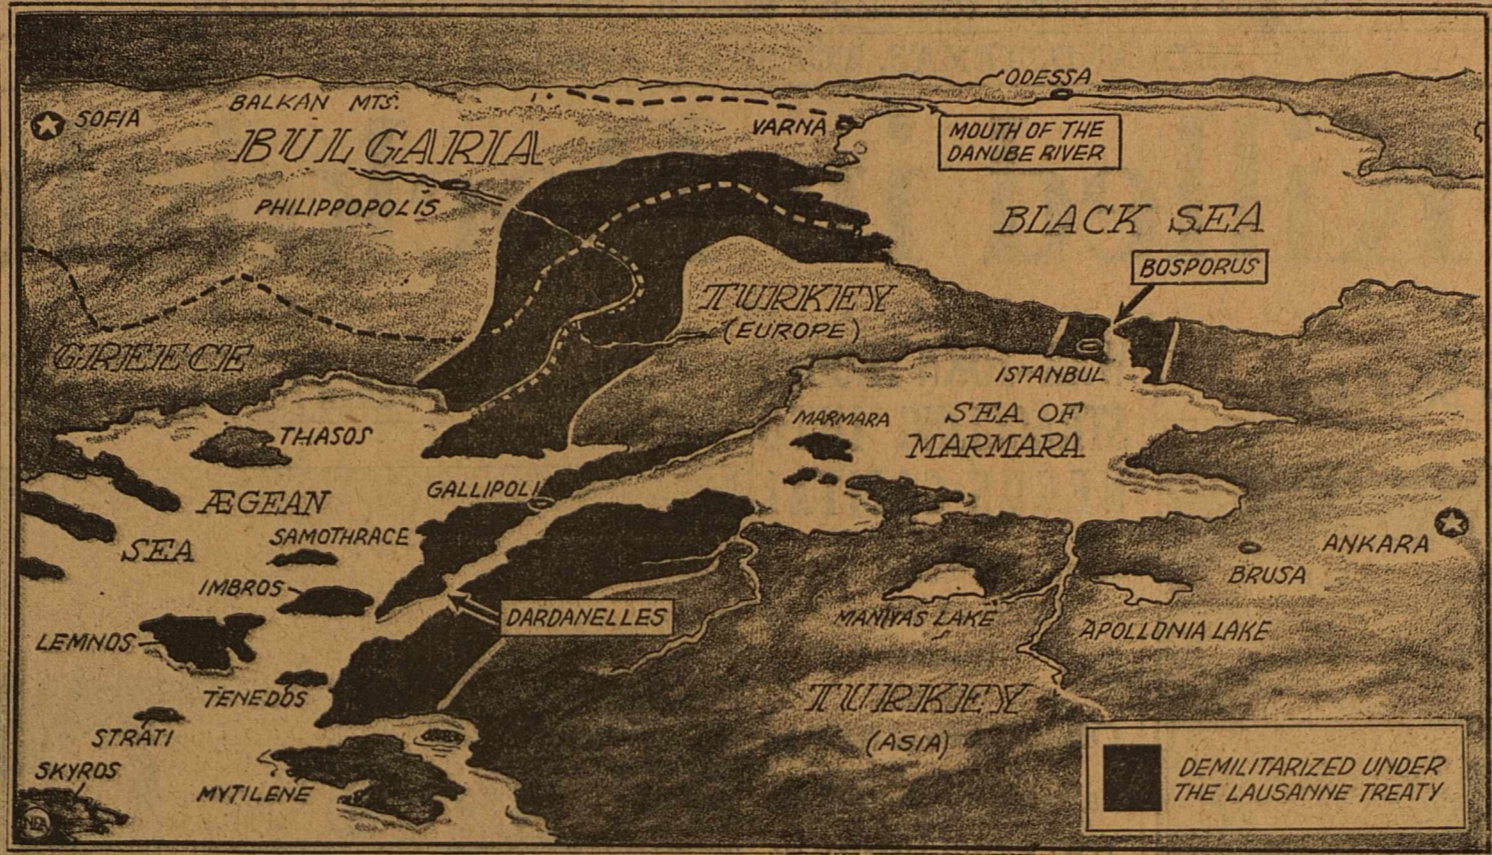 ODESSA
BALKAN MTS.
SOFIA
BULGARIA
VARNA
MOUTH OF THE
DANUBE RIVER
PHILIPPOPOLIS
BLACK SEA
BOSPORUS
TURKEY
(EUROPE)
GREECE
ISTANBUL
THASOS
MARMARA
SEA OF
MARMARA
GALLIPOLI
ÆGEAN
SEA
SAMOTHRACE
ANKARA
BRUSA
IMBROS
DARDANELLES
MANYAS LAKE
APOLLONIA LAKE
LEMNOS
TENEDOS
TURKEY
(ASIA)
STRATI
SKYROS
MYTILENE
DEMILITARIZED UNDER
THE LAUSANNE TREATY
NEA